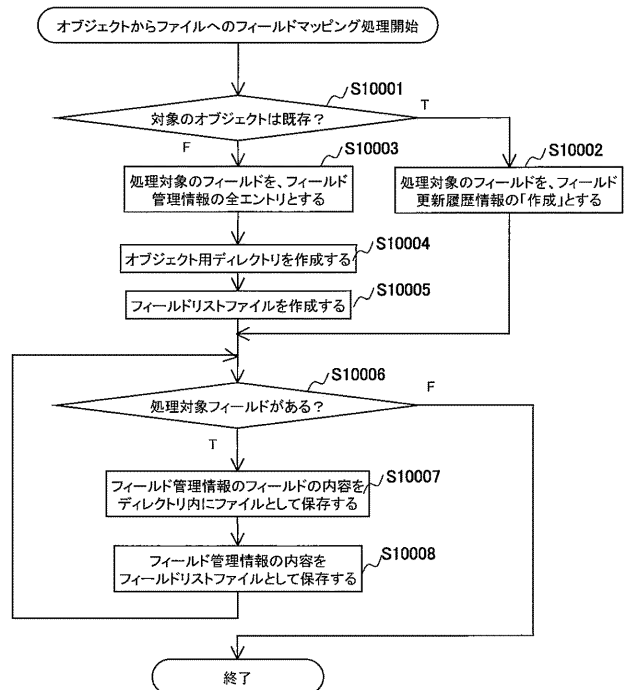 オブジェクトからファイルへのフィールドマッピング処理開始
S10001
対象のオブジェクトは既存？
T
F
S10003
処理対象のフィールドを、フィールド
管理情報の全エントリとする
S10002
処理対象のフィールドを、フィールド
更新履歴情報の「作成」とする
S10004
オブジェクト用ディレクトリを作成する
S10005
フィールドリストファイルを作成する
S10006
処理対象フィールドがある？
F
T
S10007
フィールド管理情報のフィールドの内容を
ディレクトリ内にファイルとして保存する
S10008
フィールド管理情報の内容を
フィールドリストファイルとして保存する
終了